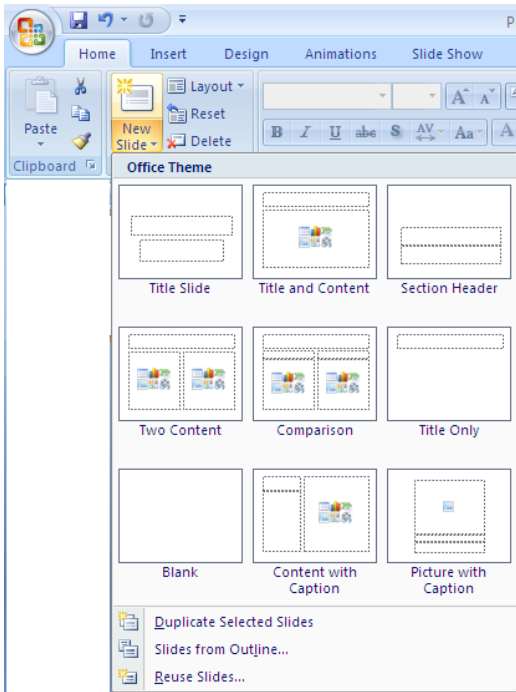 P
Home Insert Design Animations Slide Show
Paste
New
Slide
Layout
Reset
Delete
B I U abc S AV Aa A
A A
Clipboard
Office Theme
Title Slide Title and Content Section Header
Two Content Comparison Title Only
Blank Content with Caption Picture with Caption
Duplicate Selected Slides
Slides from Outline...
Reuse Slides...